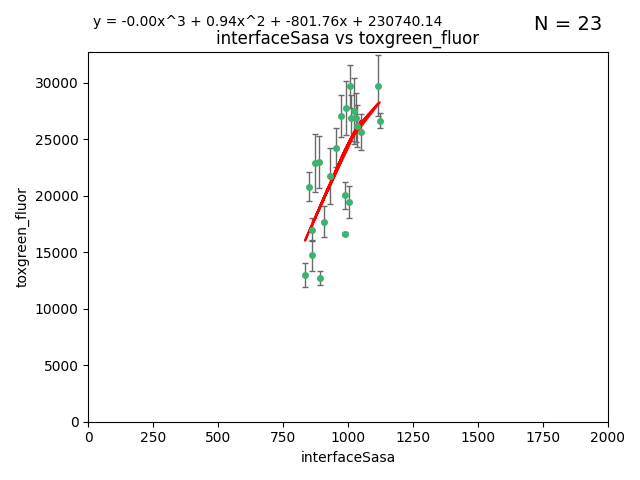 y = -0.00x^3 + 0.94x^2 + -801.76x + 230740.14
N = 23
interfaceSasa vs toxgreen_fluor
30000
25000
20000
15000
10000
5000
0
toxgreen_fluor
0 250 500 750 1000 1250 1500 1750 2000
interfaceSasa